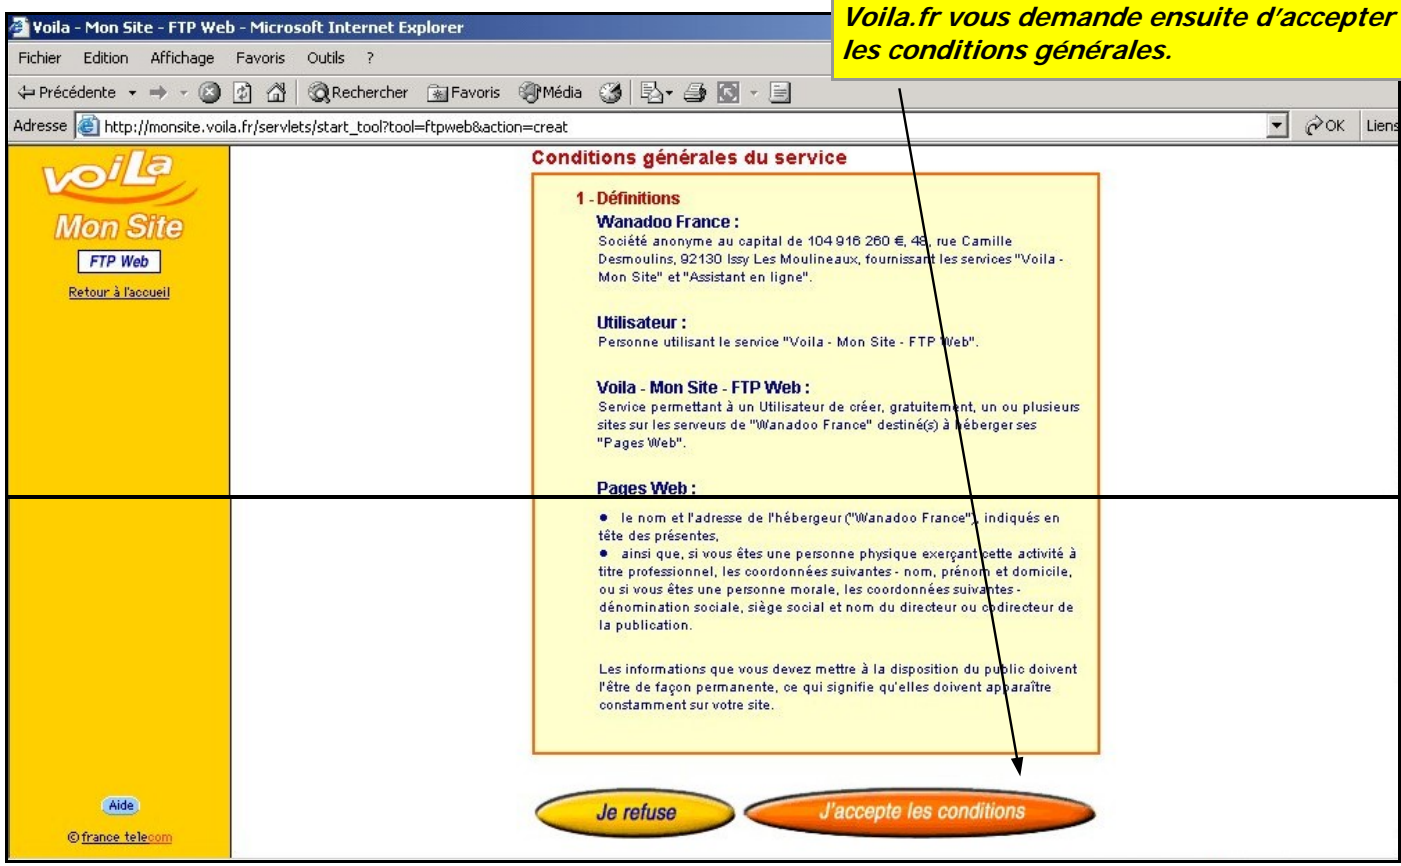 Voila.fr vous demande ensuite d'accepter
les conditions générales.
Voila - Mon Site - FTP Web - Microsoft Internet Explorer
Fichier Edition Affichage Favoris Outils ?
Précédente Rechercher Favoris Média
Adresse http://monsite.voila.fr/servlets/start_tool?tool=ftpweb&action=creat OK Liens
voiLa
Mon Site
FTP Web
Retour à l'accueil
Conditions générales du service
1 - Définitions
Wanadoo France :
Société anonyme au capital de 104 916 260 €, 48, rue Camille
Desmoulins, 92130 Issy Les Moulineaux, fournissant les services "Voila -
Mon Site" et "Assistant en ligne".
Utilisateur :
Personne utilisant le service "Voila - Mon Site - FTP Web".
Voila - Mon Site - FTP Web :
Service permettant à un Utilisateur de créer, gratuitement, un ou plusieurs
sites sur les serveurs de "Wanadoo France" destiné(s) à héberger ses
"Pages Web".
Pages Web :
• le nom et l'adresse de l'hébergeur ("Wanadoo France"), indiqués en
tête des présentes,
• ainsi que, si vous êtes une personne physique exerçant cette activité à
titre professionnel, les coordonnées suivantes - nom, prénom et domicile,
ou si vous êtes une personne morale, les coordonnées suivantes -
dénomination sociale, siège social et nom du directeur ou codirecteur de
la publication.
Les informations que vous devez mettre à la disposition du public doivent
l'être de façon permanente, ce qui signifie qu'elles doivent apparaître
constamment sur votre site.
Je refuse
J'accepte les conditions
Aide
© france telecom